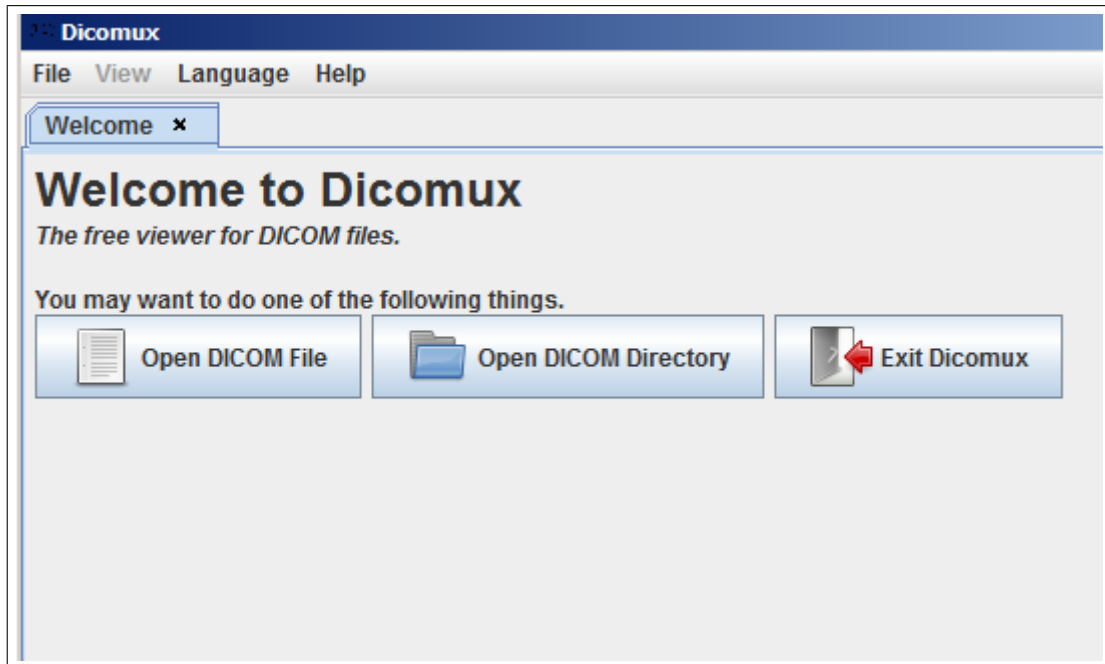 Dicomux
File View Language Help
Welcome
Welcome to Dicomux
The free viewer for DICOM files.
You may want to do one of the following things.
Open DICOM File Open DICOM Directory Exit Dicomux